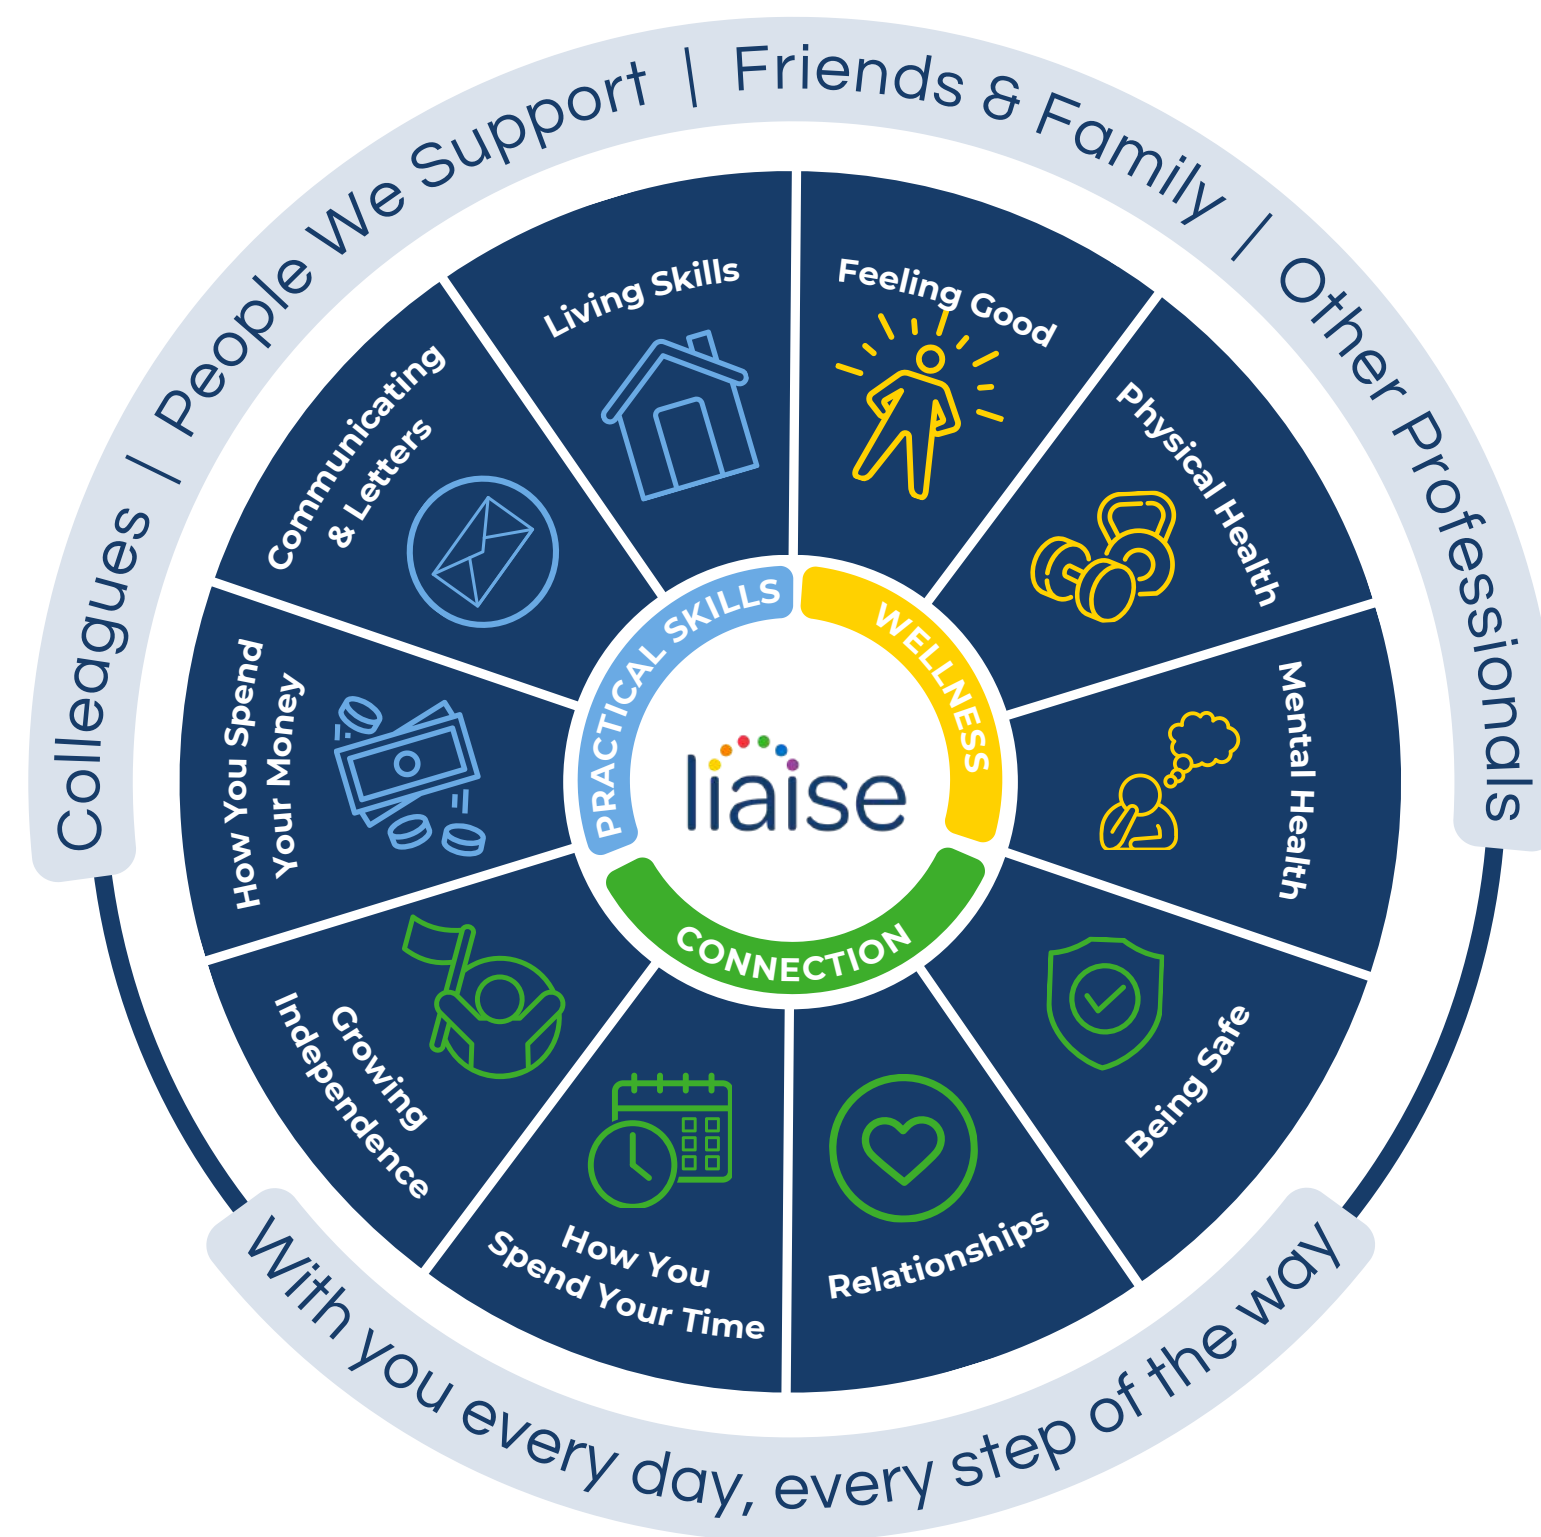 Colleagues | People We Support | Friends & Family | Other Professionals
Feeling Good
Physical Health
Mental Health
Being Safe
Relationships
How You
Spend Your Time
Growing
Independence
How You Spend
Your Money
Communicating
& Letters
Living Skills
PRACTICAL SKILLS
WELLNESS
CONNECTION
liaise
With you every day, every step of the way